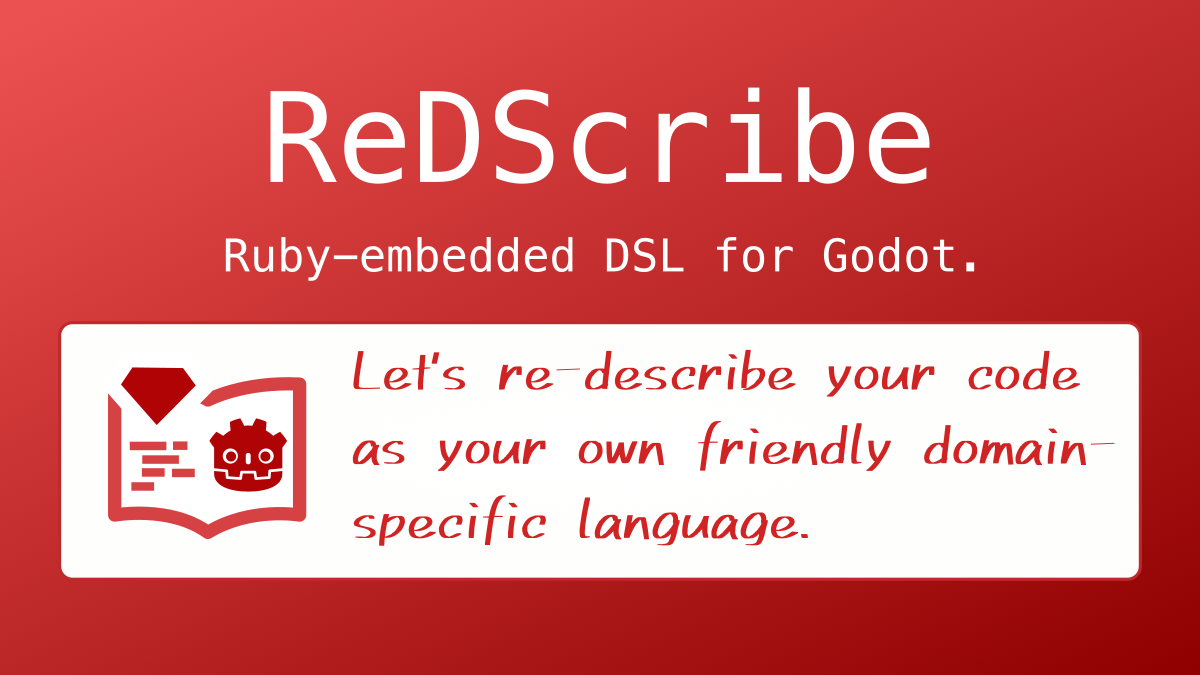 ReDScribe
Ruby-embedded DSL for Godot.
Let's re-describe your code
as your own friendly domain-
specific language.